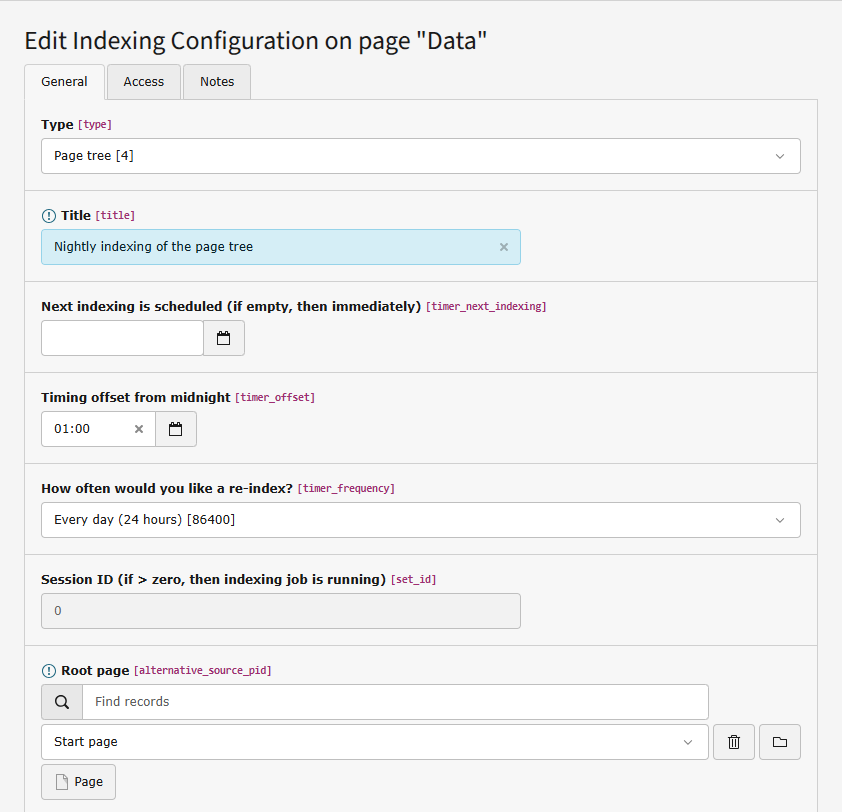 Edit Indexing Configuration on page "Data"
General Access Notes
Type [type]
Page tree [4]
Title [title]
Nightly indexing of the page tree
Next indexing is scheduled (if empty, then immediately) [timer_next_indexing]
Timing offset from midnight [timer_offset]
01:00
How often would you like a re-index? [timer_frequency]
Every day (24 hours) [86400]
Session ID (if > zero, then indexing job is running) [set_id]
0
Root page [alternative_source_pid]
Find records
Start page
Page